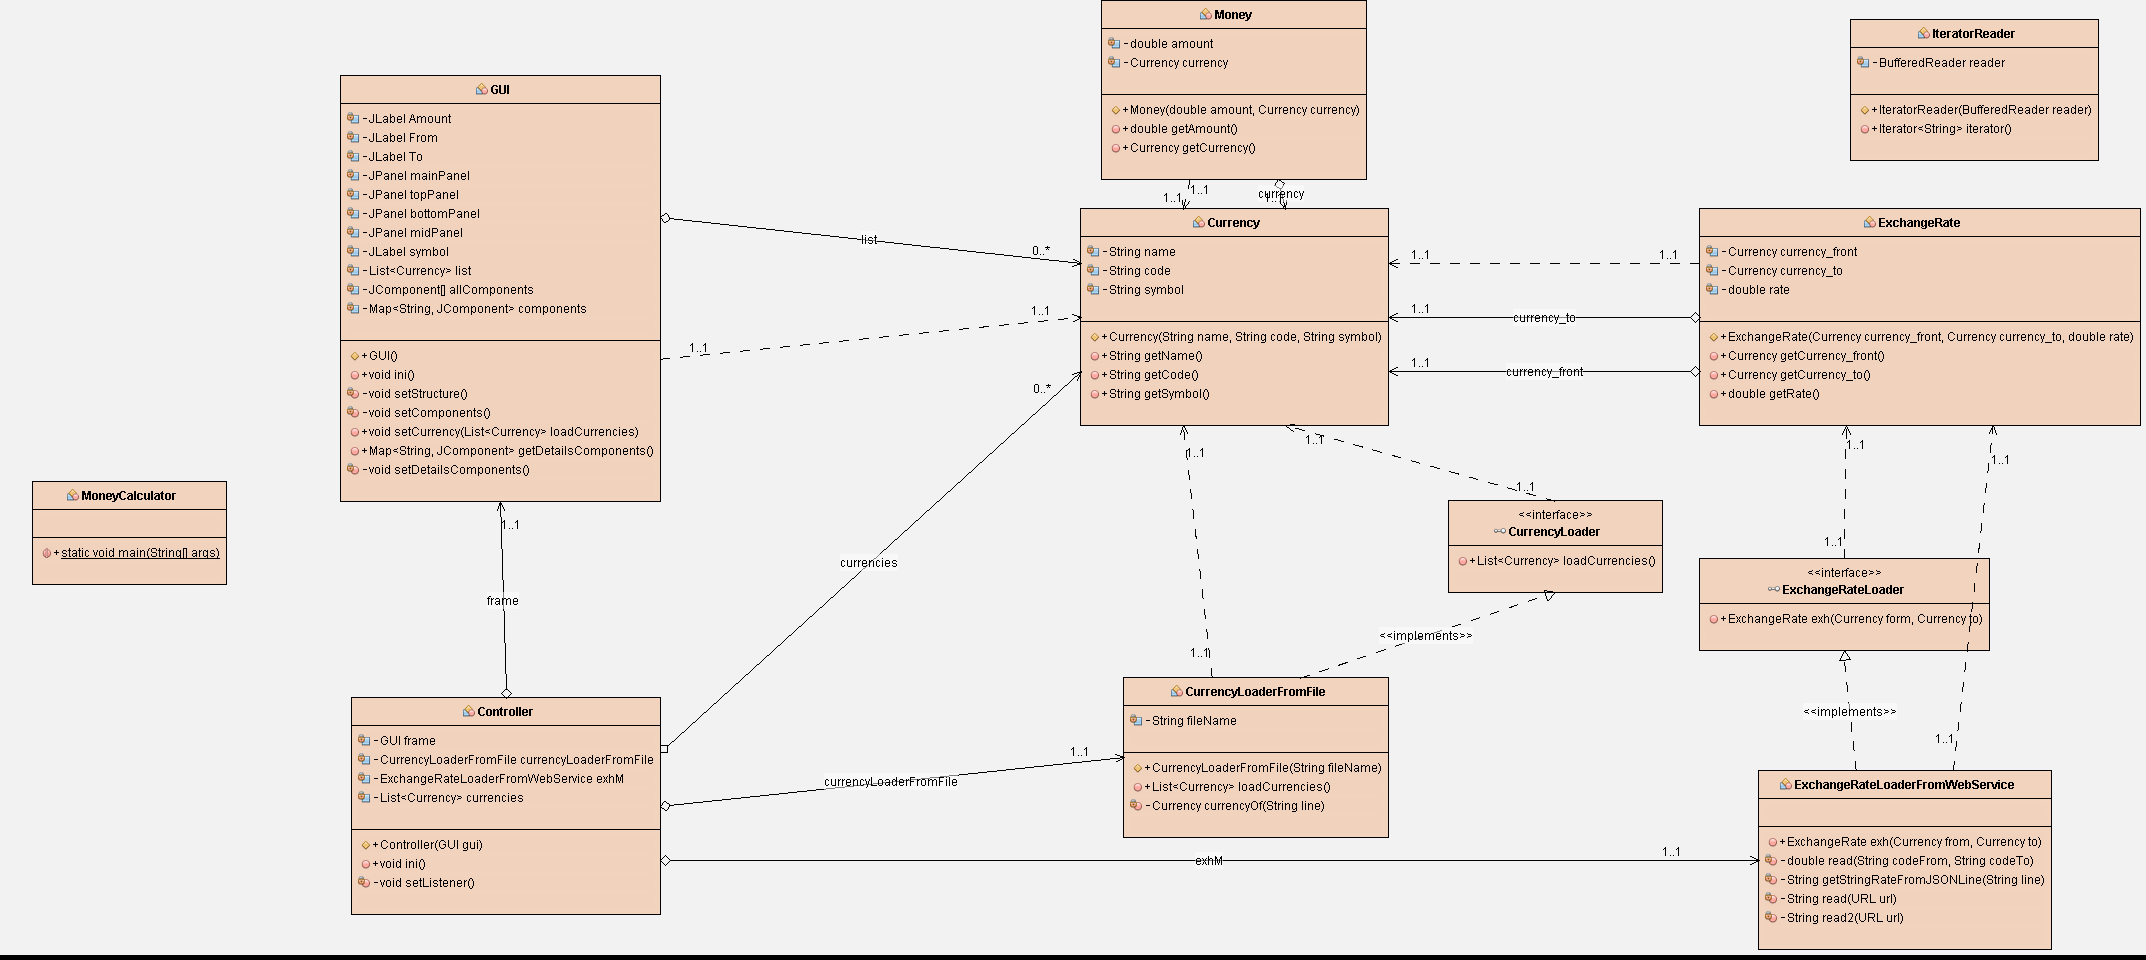 Money
- double amount
- Currency currency
+ Money(double amount, Currency currency)
+ double getAmount()
+ Currency getCurrency()
IteratorReader
- BufferedReader reader
+ IteratorReader(BufferedReader reader)
+ Iterator<String> iterator()
GUI
- JLabel Amount
- JLabel From
- JLabel To
- JPanel mainPanel
- JPanel topPanel
- JPanel bottomPanel
- JPanel midPanel
- JLabel symbol
- List<Currency> list
- JComponent[] allComponents
- Map<String, JComponent> components
+ GUI()
+ void ini()
- void setStructure()
- void setComponents()
+ void setCurrency(List<Currency> loadCurrencies)
+ Map<String, JComponent> getDetailsComponents()
- void setDetailsComponents()
1..1
1..1
currency
1..1
Currency
- String name
- String code
- String symbol
+ Currency(String name, String code, String symbol)
+ String getName()
+ String getCode()
+ String getSymbol()
ExchangeRate
- Currency currency_front
- Currency currency_to
- double rate
+ ExchangeRate(Currency currency_front, Currency currency_to, double rate)
+ Currency getCurrency_front()
+ Currency getCurrency_to()
+ double getRate()
list
0..*
1..1
1..1
0..*
currencies
1..1
1..1
1..1
currency_to
1..1
currency_front
MoneyCalculator
+ static void main(String[] args)
1..1
frame
1..1
1..1
1..1
1..1
<<interface>>
CurrencyLoader
+ List<Currency> loadCurrencies()
<<implements>>
1..1
1..1
1..1
<<interface>>
ExchangeRateLoader
+ ExchangeRate exh(Currency form, Currency to)
<<implements>>
1..1
Controller
- GUI frame
- CurrencyLoaderFromFile currencyLoaderFromFile
- ExchangeRateLoaderFromWebService exhM
- List<Currency> currencies
+ Controller(GUI gui)
+ void ini()
- void setListener()
currencyLoaderFromFile
1..1
exhM
1..1
CurrencyLoaderFromFile
- String fileName
+ CurrencyLoaderFromFile(String fileName)
+ List<Currency> loadCurrencies()
- Currency currencyOf(String line)
ExchangeRateLoaderFromWebService
+ ExchangeRate exh(Currency from, Currency to)
- double read(String codeFrom, String codeTo)
- String getStringRateFromJSONLine(String line)
- String read(URL url)
- String read2(URL url)